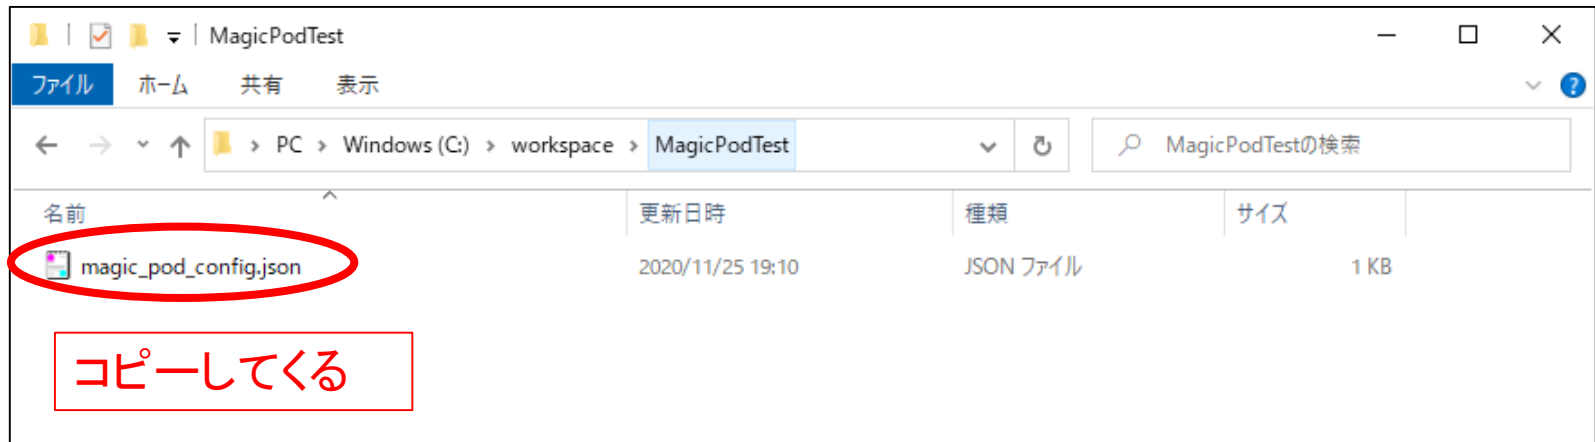 MagicPodTest
ファイル ホーム 共有 表示
PC > Windows (C:) > workspace > MagicPodTest MagicPodTestの検索
名前 更新日時 種類 サイズ
magic_pod_config.json 2020/11/25 19:10 JSON ファイル 1 KB
コピーしてくる